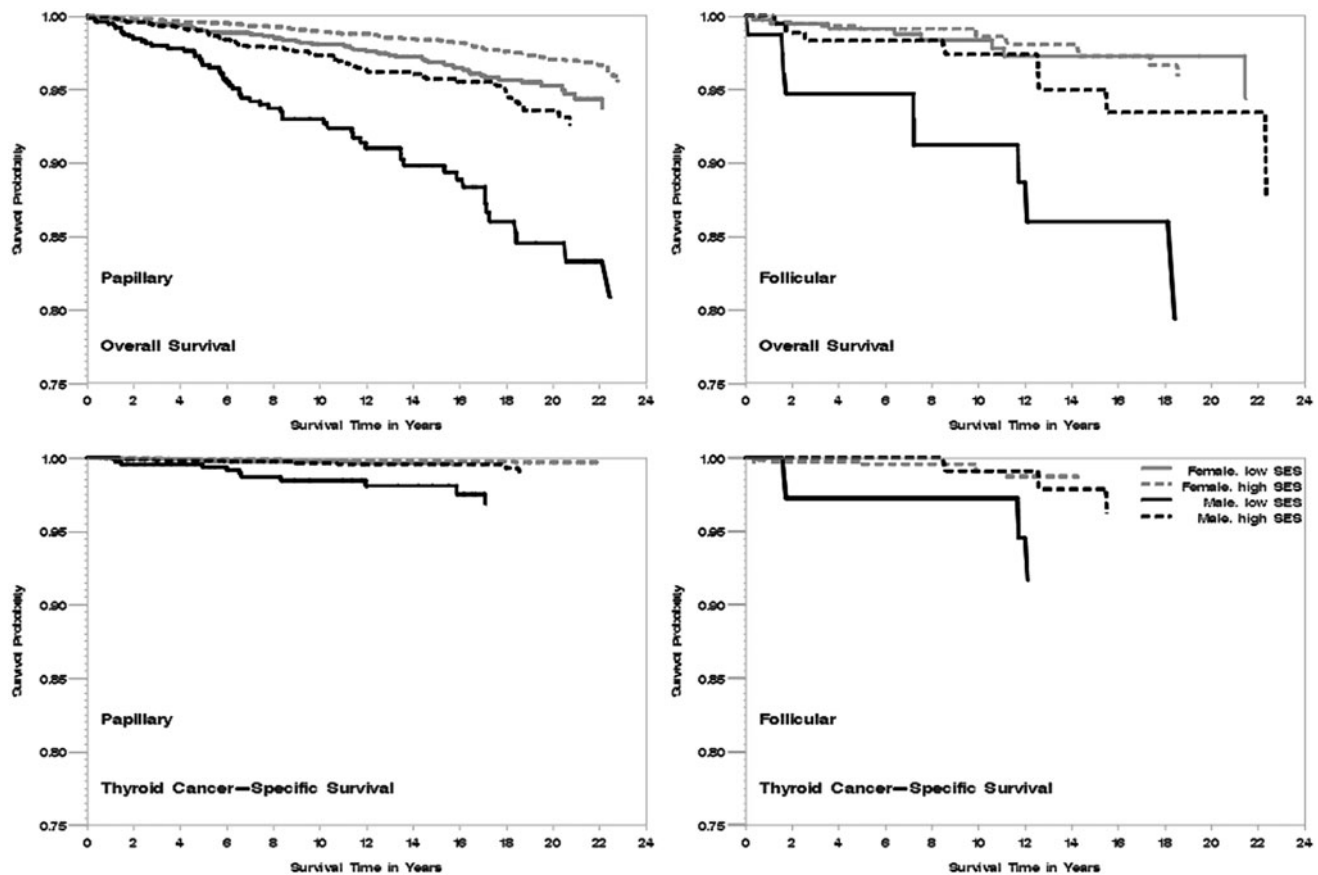 1.00
0.95
0.90
0.85
0.80
0.75
Survival Probability
Papillary
Overall Survival
0 2 4 6 8 10 12 14 16 18 20 22 24
Survival Time in Years
1.00
0.95
0.90
0.85
0.80
0.75
Survival Probability
Follicular
Overall Survival
0 2 4 6 8 10 12 14 16 18 20 22 24
Survival Time in Years
1.00
0.95
0.90
0.85
0.80
0.75
Survival Probability
Papillary
Thyroid Cancer—Specific Survival
0 2 4 6 8 10 12 14 16 18 20 22 24
Survival Time in Years
1.00
0.95
0.90
0.85
0.80
0.75
Survival Probability
Female. low SES
Female. high SES
Male. low SES
Male. high SES
Follicular
Thyroid Cancer—Specific Survival
0 2 4 6 8 10 12 14 16 18 20 22 24
Survival Time in Years